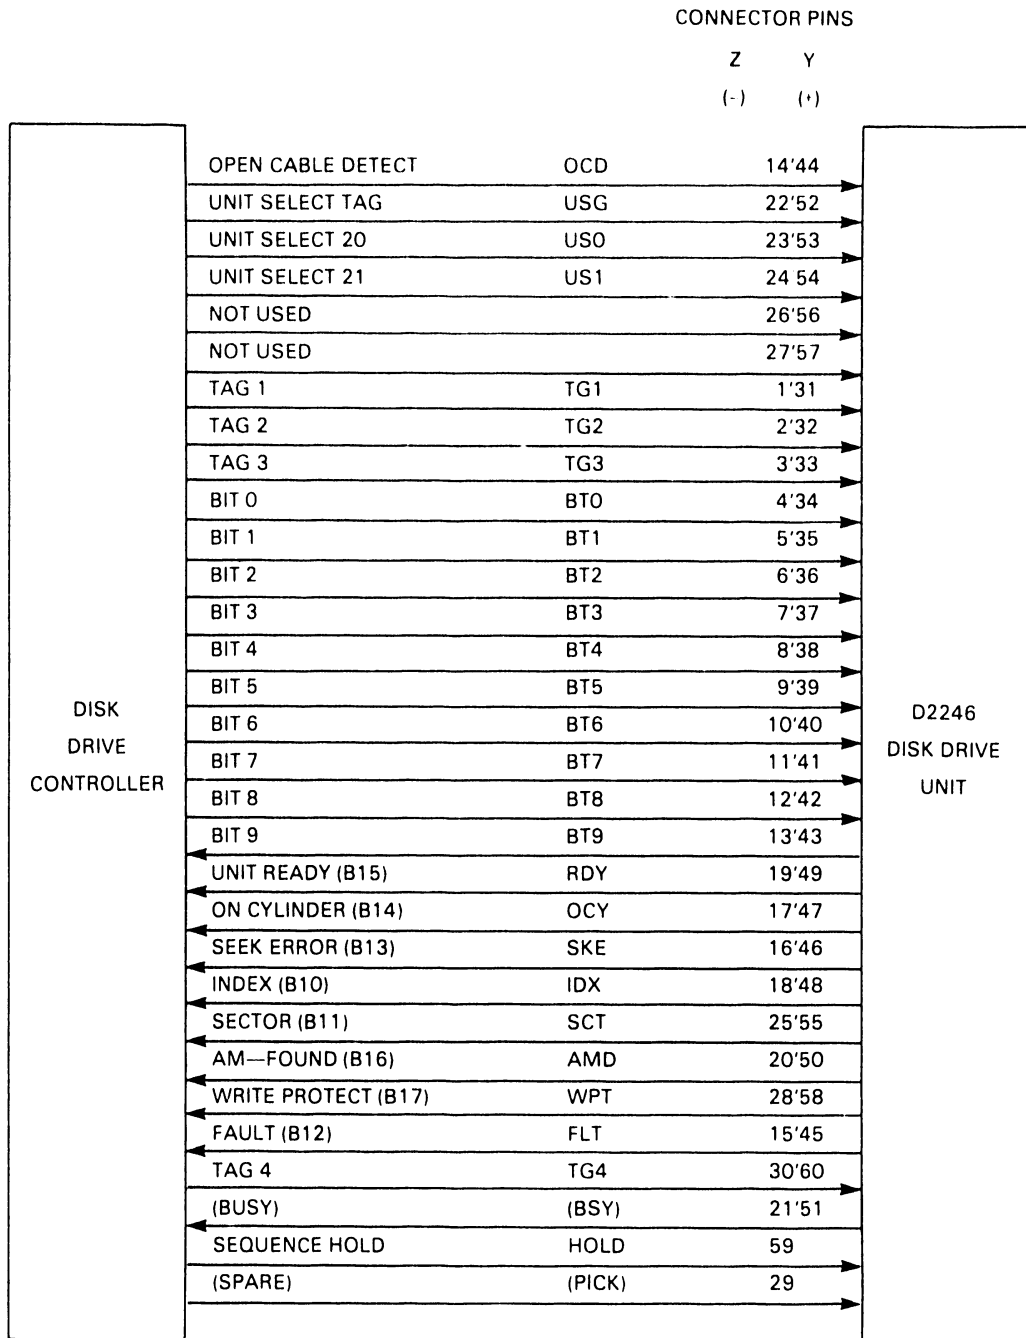 CONNECTOR PINS
Z Y
(-) (+)
OPEN CABLE DETECT OCD 14'44
UNIT SELECT TAG USG 22'52
UNIT SELECT 20 US0 23'53
UNIT SELECT 21 US1 24 54
NOT USED 26'56
NOT USED 27'57
TAG 1 TG1 1'31
TAG 2 TG2 2'32
TAG 3 TG3 3'33
BIT 0 BT0 4'34
BIT 1 BT1 5'35
BIT 2 BT2 6'36
BIT 3 BT3 7'37
BIT 4 BT4 8'38
BIT 5 BT5 9'39
BIT 6 BT6 10'40
BIT 7 BT7 11'41
BIT 8 BT8 12'42
BIT 9 BT9 13'43
UNIT READY (B15) RDY 19'49
ON CYLINDER (B14) OCY 17'47
SEEK ERROR (B13) SKE 16'46
INDEX (B10) IDX 18'48
SECTOR (B11) SCT 25'55
AM—FOUND (B16) AMD 20'50
WRITE PROTECT (B17) WPT 28'58
FAULT (B12) FLT 15'45
TAG 4 TG4 30'60
(BUSY) (BSY) 21'51
SEQUENCE HOLD HOLD 59
(SPARE) (PICK) 29
DISK
DRIVE
CONTROLLER
D2246
DISK DRIVE
UNIT